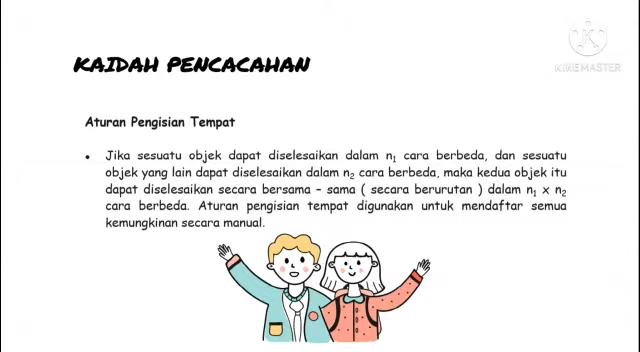 KINEMASTER
KAIDAH PENCACAHAN
Aturan Pengisian Tempat
• Jika sesuatu objek dapat diselesaikan dalam n₁ cara berbeda, dan sesuatu
objek yang lain dapat diselesaikan dalam n₂ cara berbeda, maka kedua objek itu
dapat diselesaikan secara bersama – sama ( secara berurutan ) dalam n₁ x n₂
cara berbeda. Aturan pengisian tempat digunakan untuk mendaftar semua
kemungkinan secara manual.